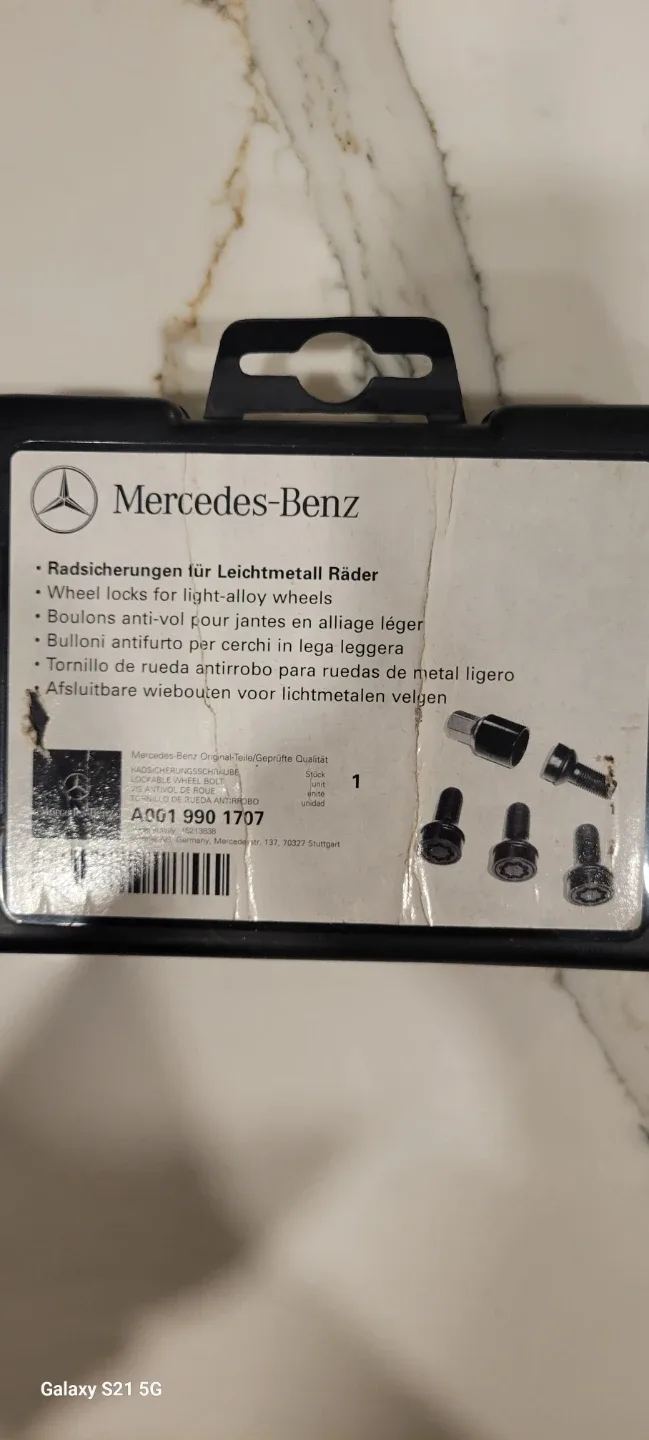 Mercedes-Benz
• Radsicherungen für Leichtmetall Räder
• Wheel locks for light-alloy wheels
• Boulons anti-vol pour jantes en alliage léger
• Bulloni antifurto per cerchi in lega leggera
• Tornillo de rueda antirrobo para ruedas de metal ligero
• Afsluitbare wiebouten voor lichtmetalen velgen
Mercedes-Benz Original-Teile/Geprüfte Qualität
RADSICHERUNGSSCHRAUBE
LOCKABLE WHEEL BOLT
VIS ANTIVOL DE ROUE
TORNILLO DE RUEDA ANTIRROBO
Stück
unit
unité
unidad
1
A001 990 1707
Germany, Mercedesstr. 137, 70327 Stuttgart
Galaxy S21 5G